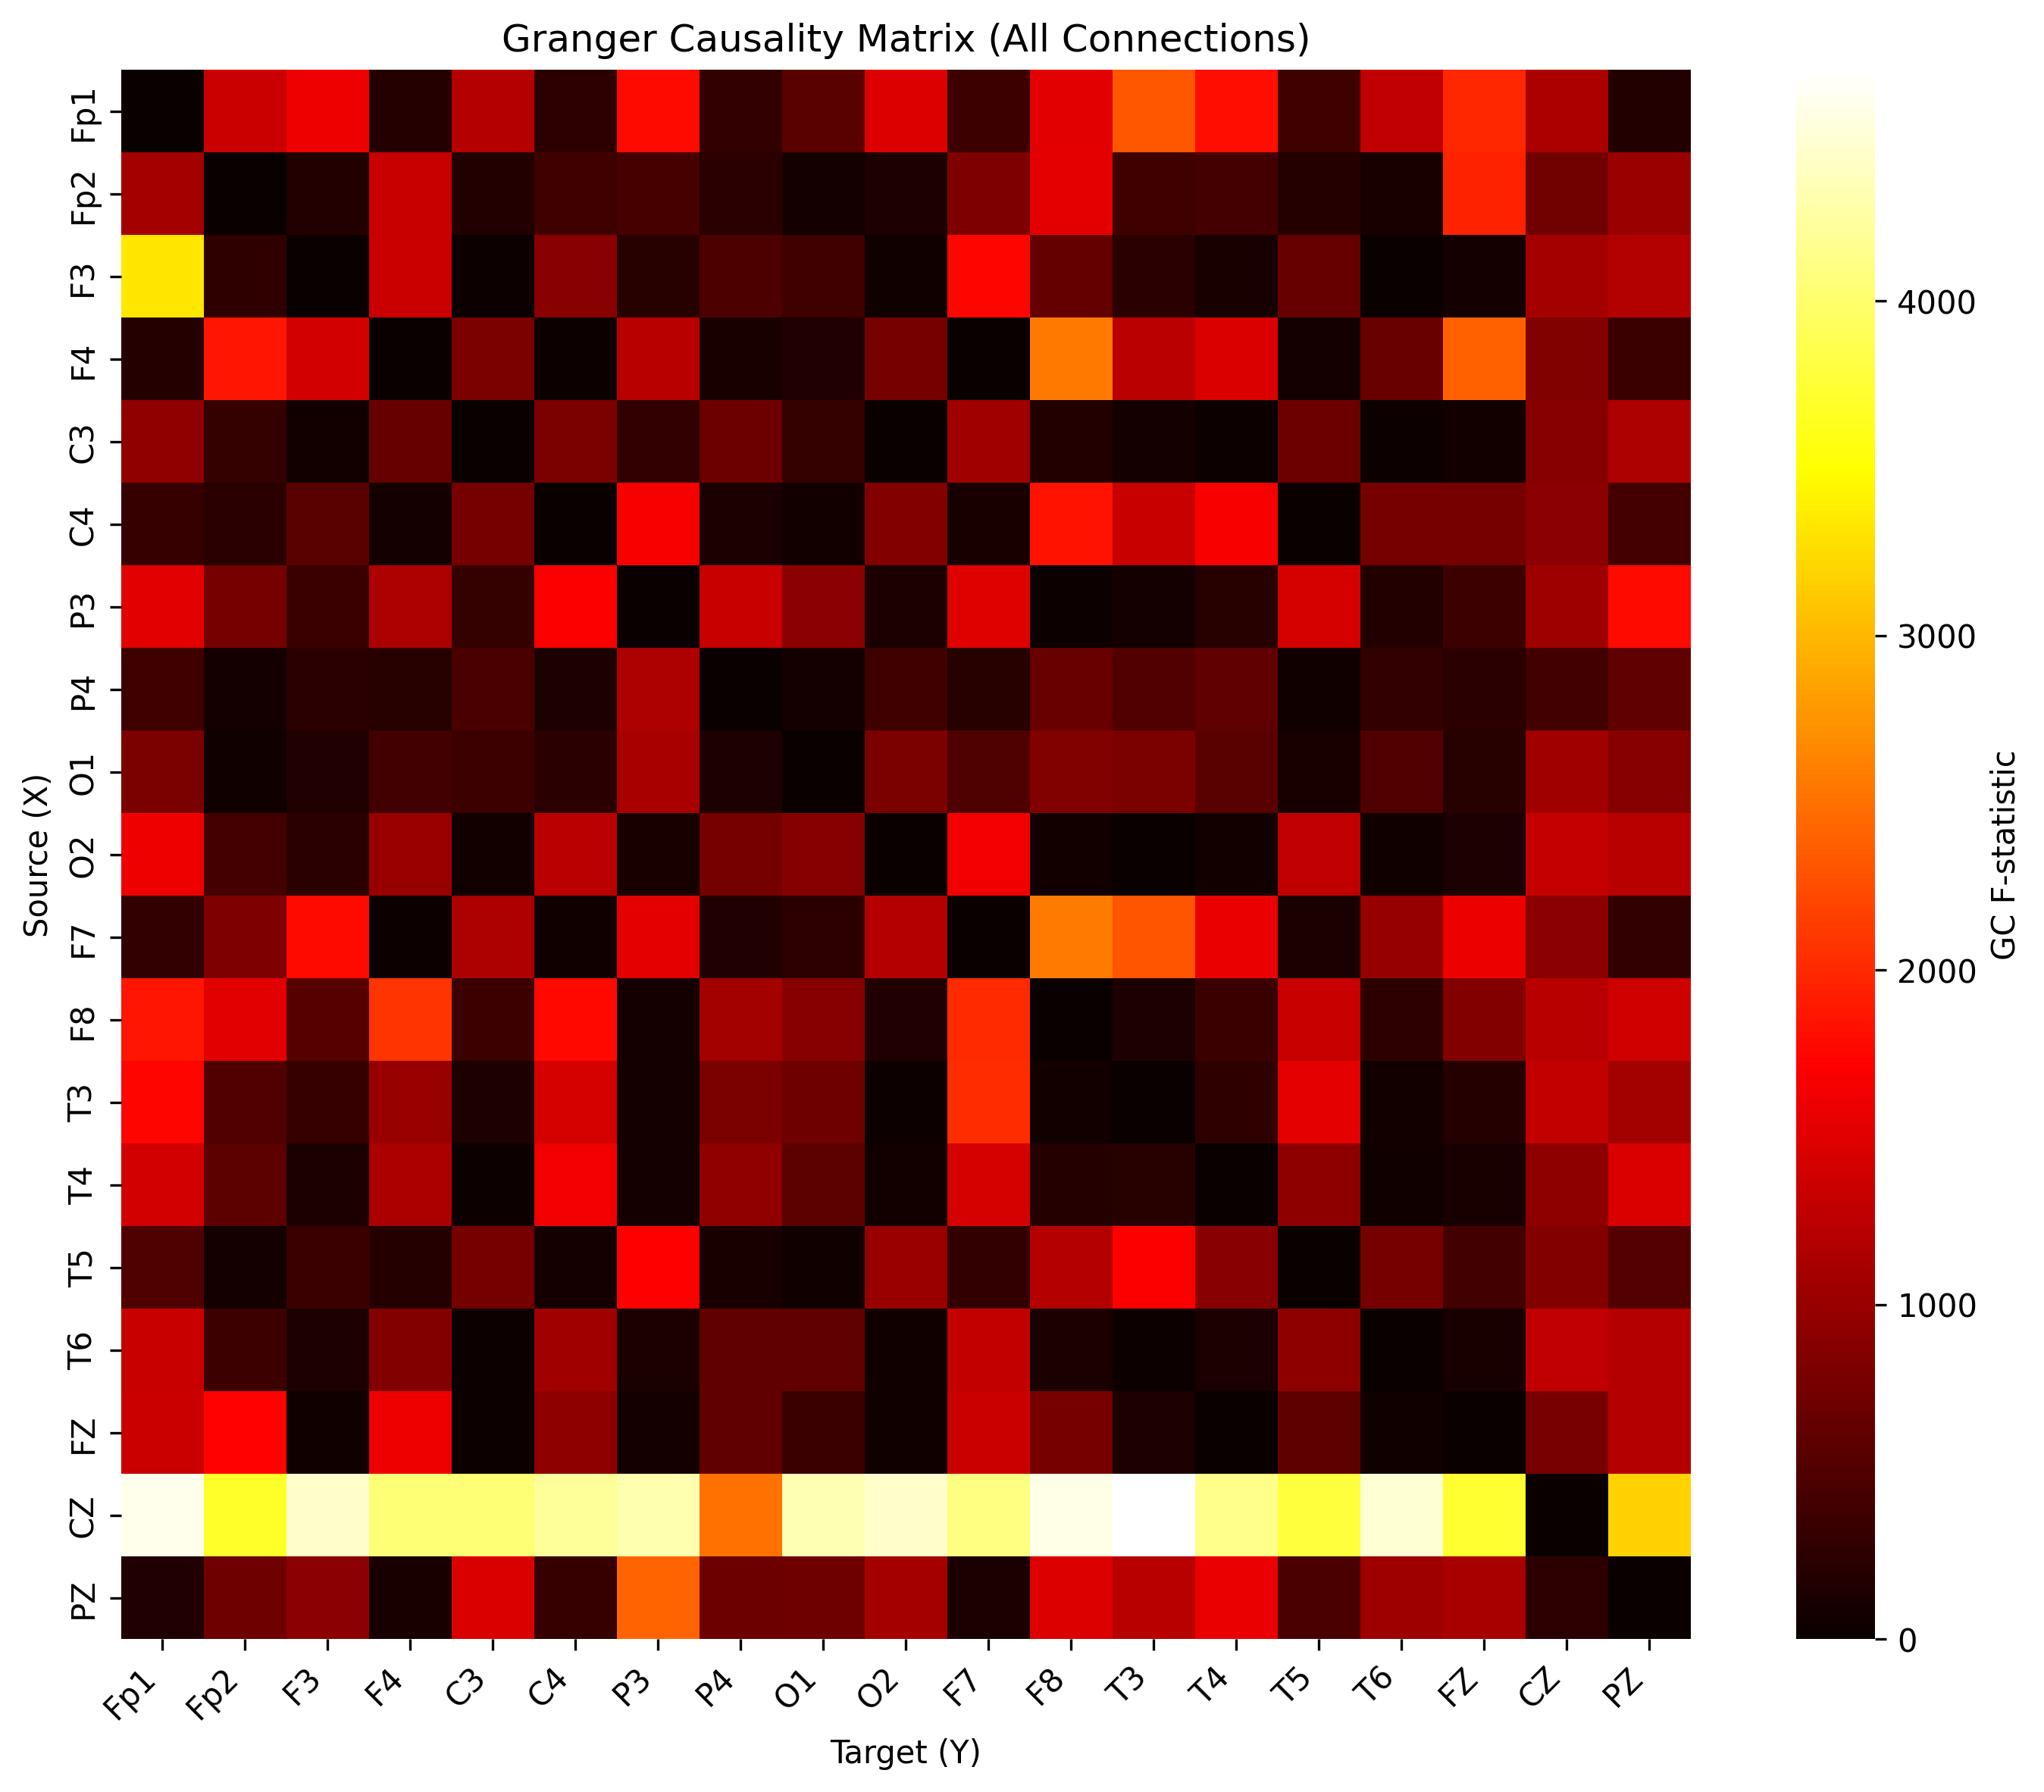 Granger Causality Matrix (All Connections)
Source (X)
Fp1
Fp2
F3
F4
C3
C4
P3
P4
O1
O2
F7
F8
T3
T4
T5
T6
FZ
CZ
PZ
Fp1 Fp2 F3 F4 C3 C4 P3 P4 O1 O2 F7 F8 T3 T4 T5 T6 FZ CZ PZ
Target (Y)
4000
3000
2000
1000
0
GC F-statistic